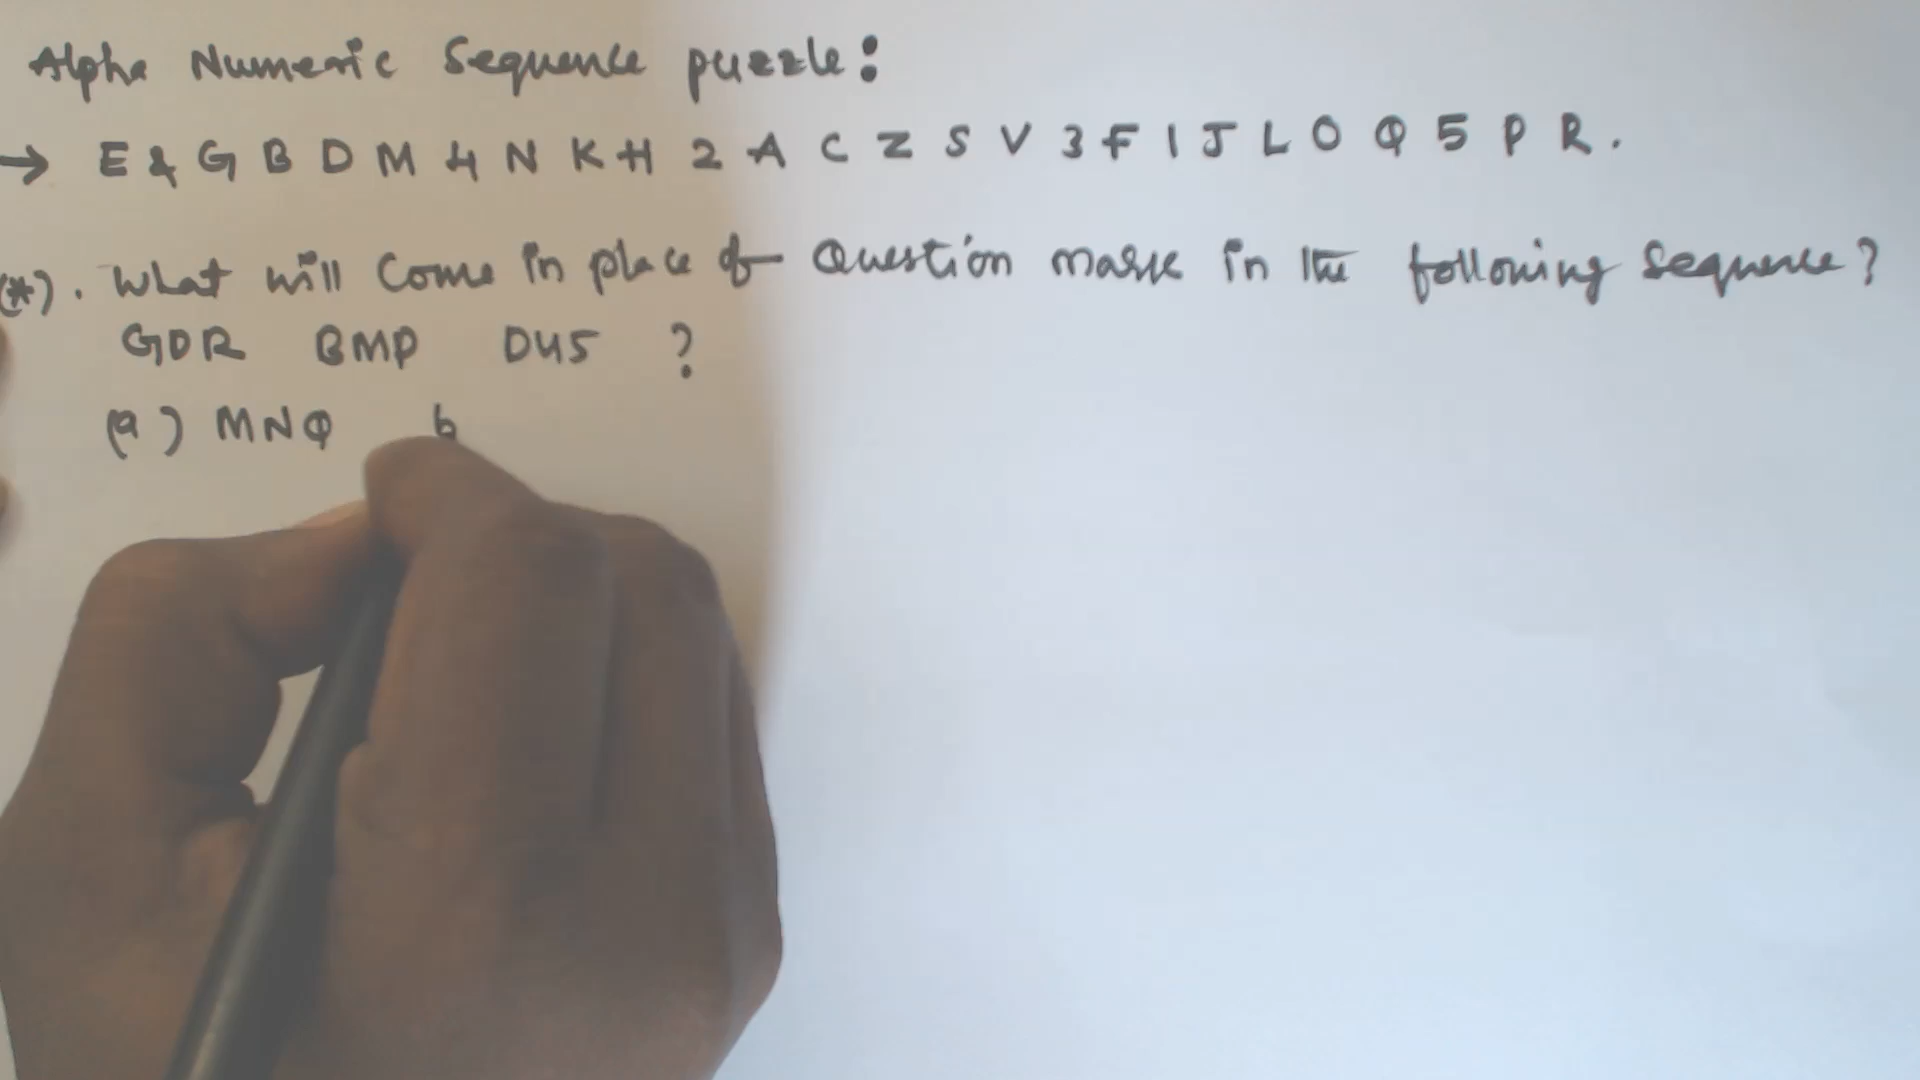 Alpha Numeric Sequence puzzle:
→ E & G B D M 4 N K H 2 A C Z S V 3 F 1 J L O Q 5 P R.
(*). What will Come in place of Question mark in the following Sequence?
GDR BMP D45 ?
(a) MNQ b